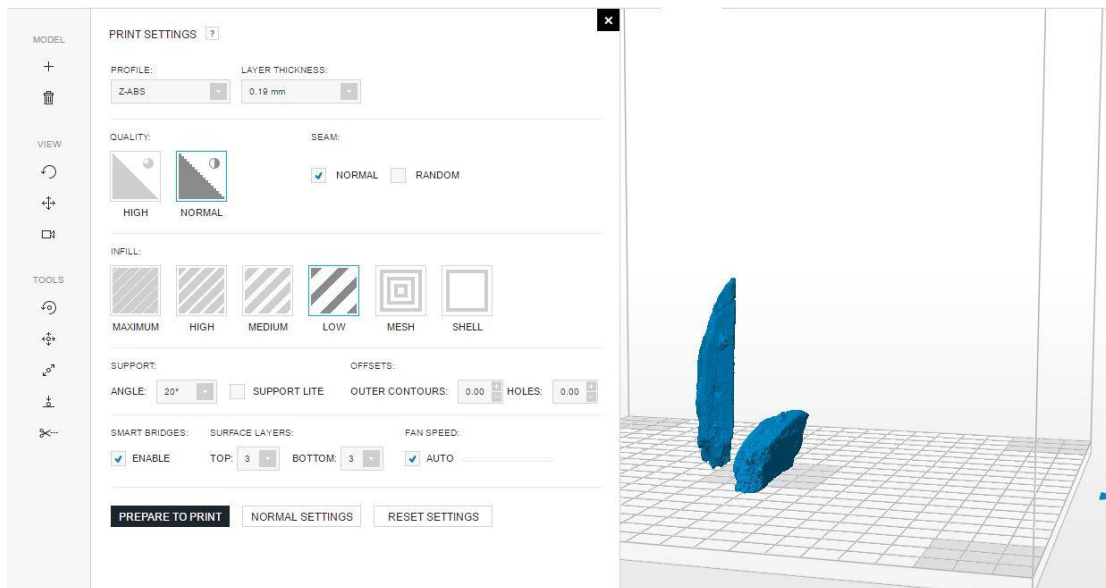 MODEL
VIEW
TOOLS
PRINT SETTINGS ?
PROFILE: LAYER THICKNESS:
Z-ABS 0.19 mm
QUALITY: SEAM:
NORMAL RANDOM
HIGH NORMAL
INFILL:
MAXIMUM HIGH MEDIUM LOW MESH SHELL
SUPPORT: OFFSETS:
ANGLE: 20° SUPPORT LITE OUTER CONTOURS: 0.00 HOLES: 0.00
SMART BRIDGES: SURFACE LAYERS: FAN SPEED:
ENABLE TOP: 3 BOTTOM: 3 AUTO
PREPARE TO PRINT NORMAL SETTINGS RESET SETTINGS